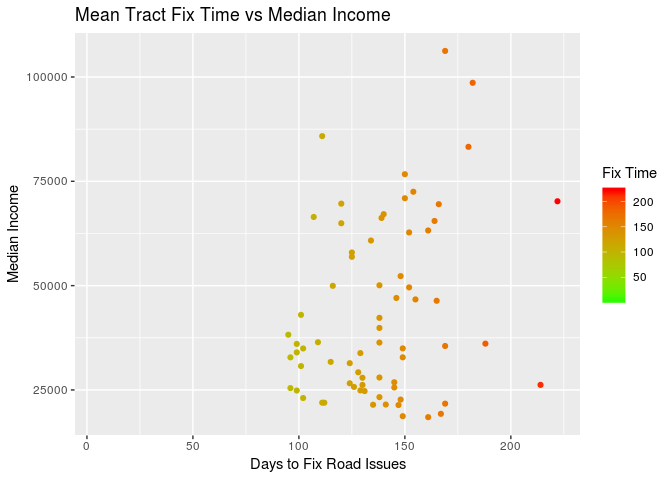 Mean Tract Fix Time vs Median Income
100000
75000
50000
25000
Median Income
0 50 100 150 200
Days to Fix Road Issues
Fix Time
200
150
100
50